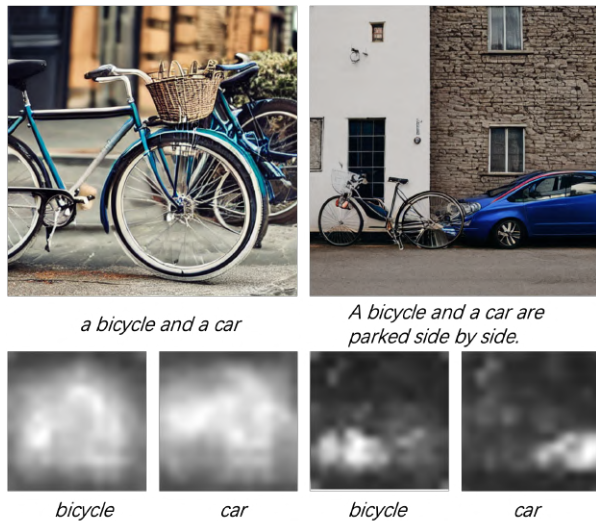 a bicycle and a car
A bicycle and a car are
parked side by side.
bicycle
car
bicycle
car